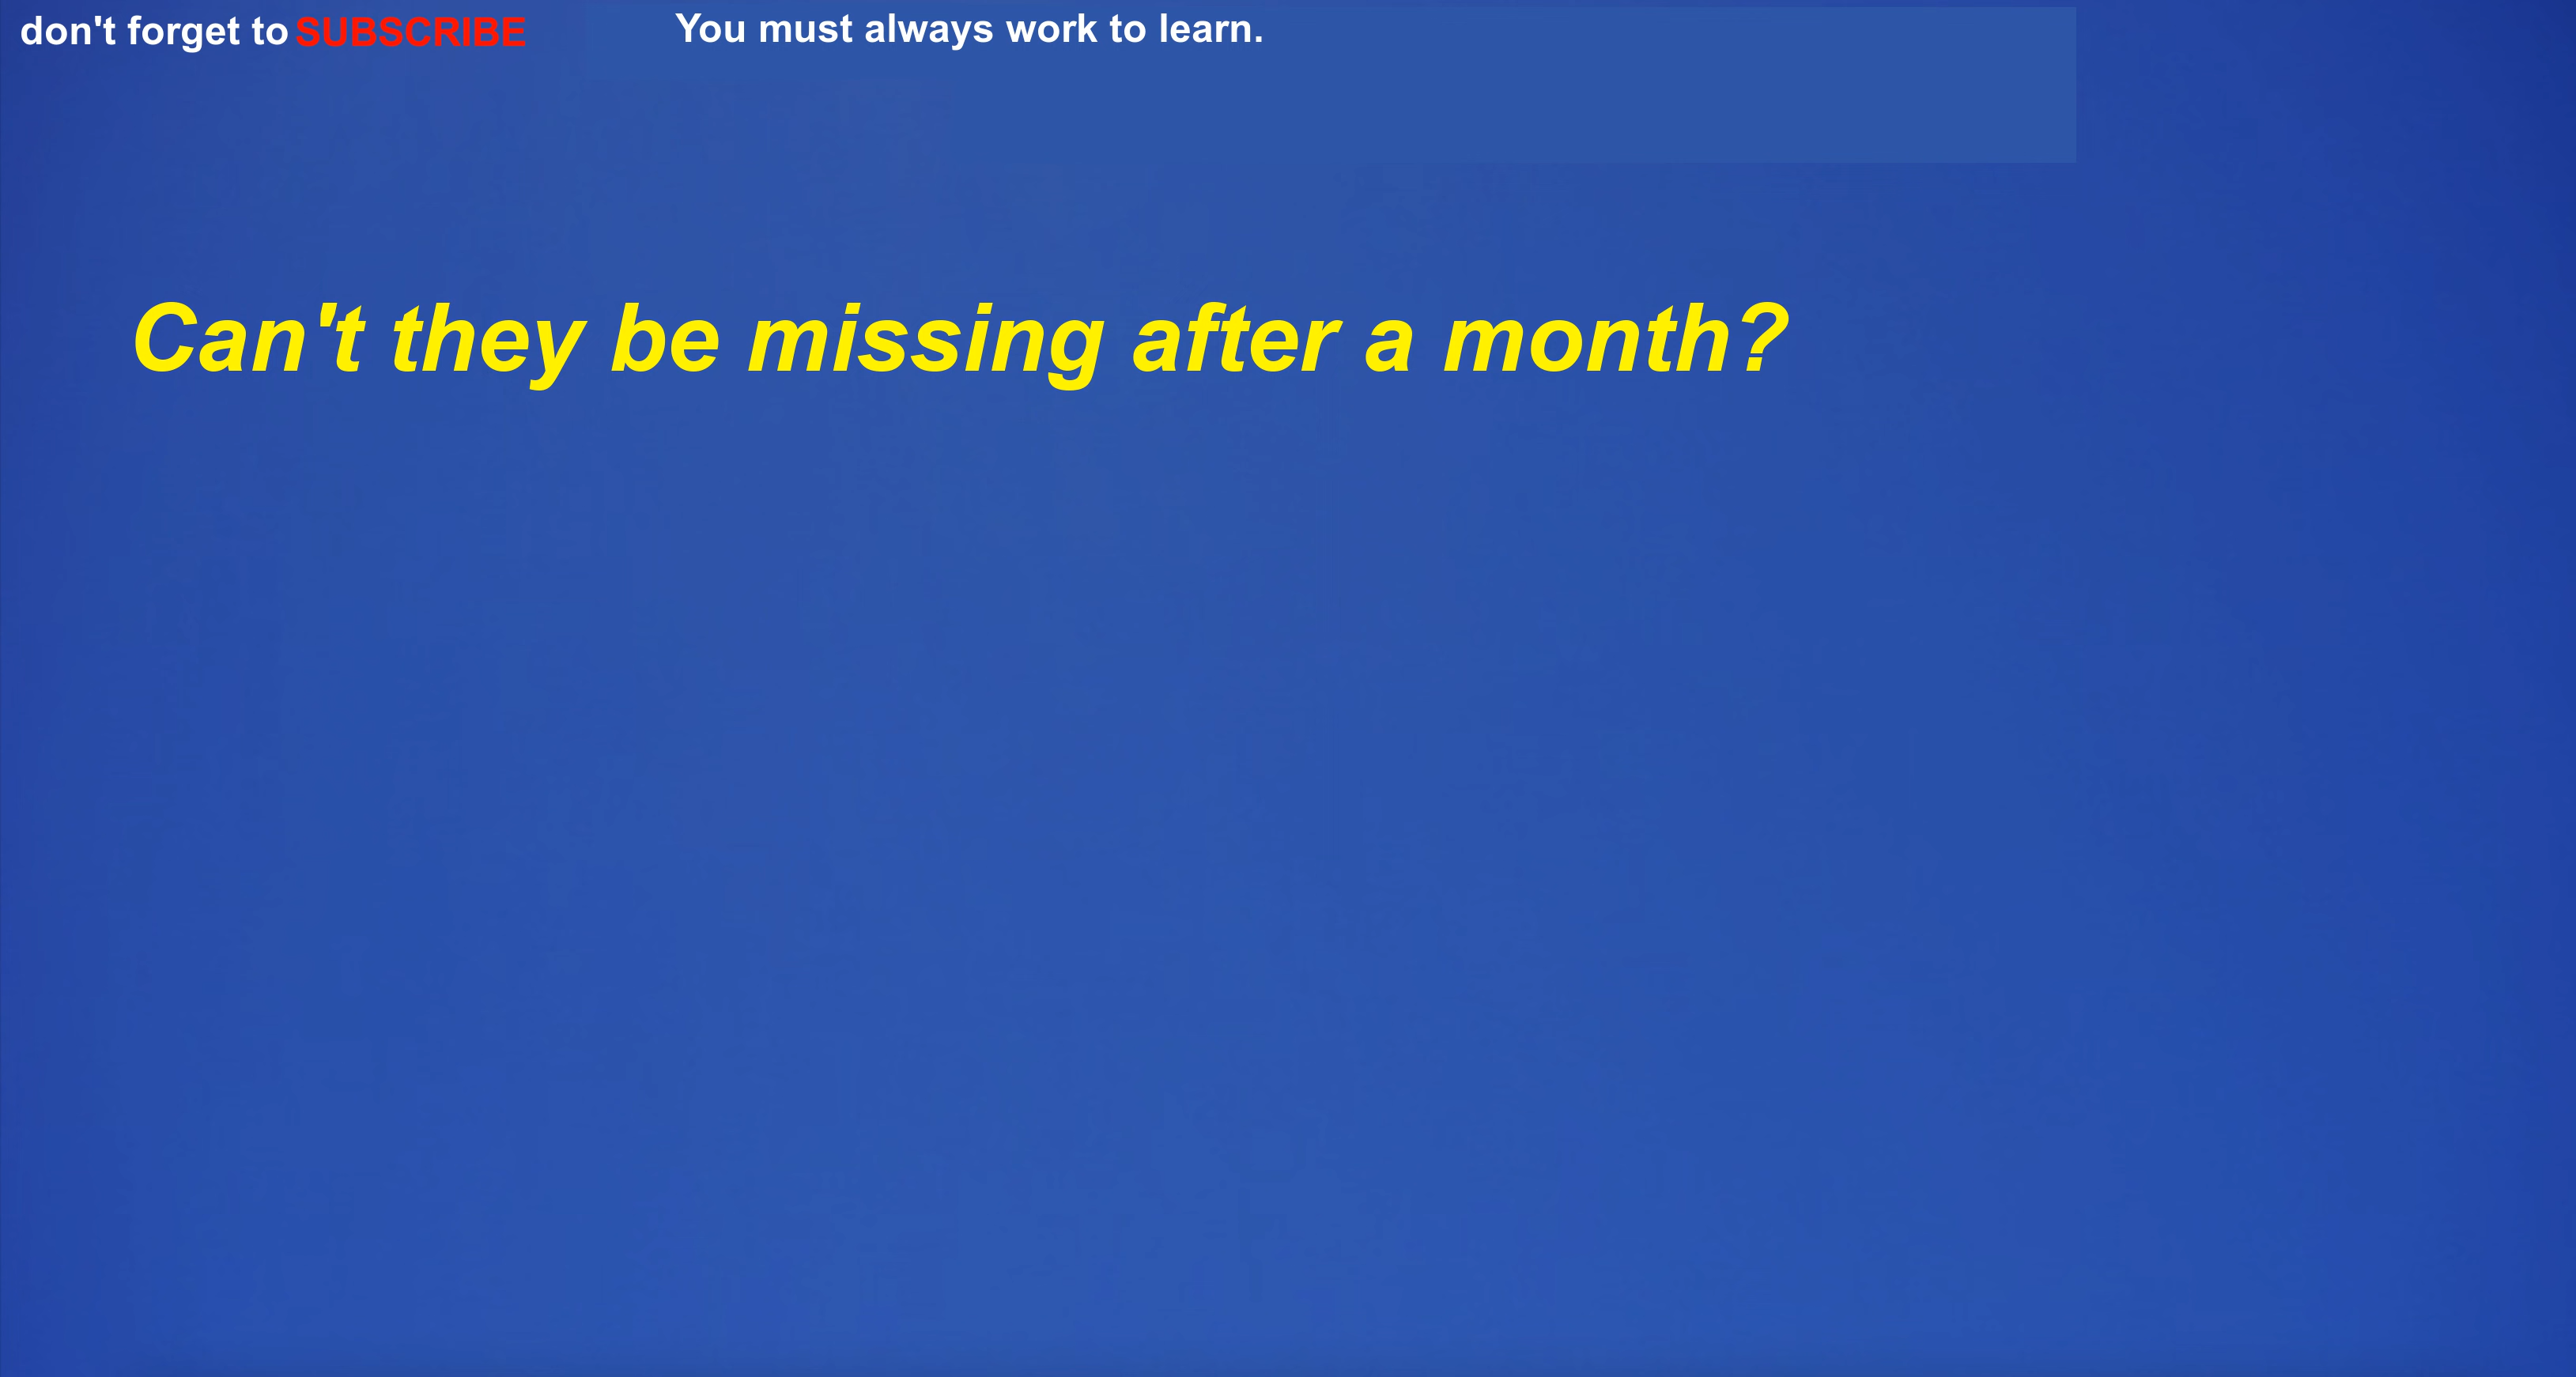 don't forget to SUBSCRIBE
You must always work to learn.
Can't they be missing after a month?